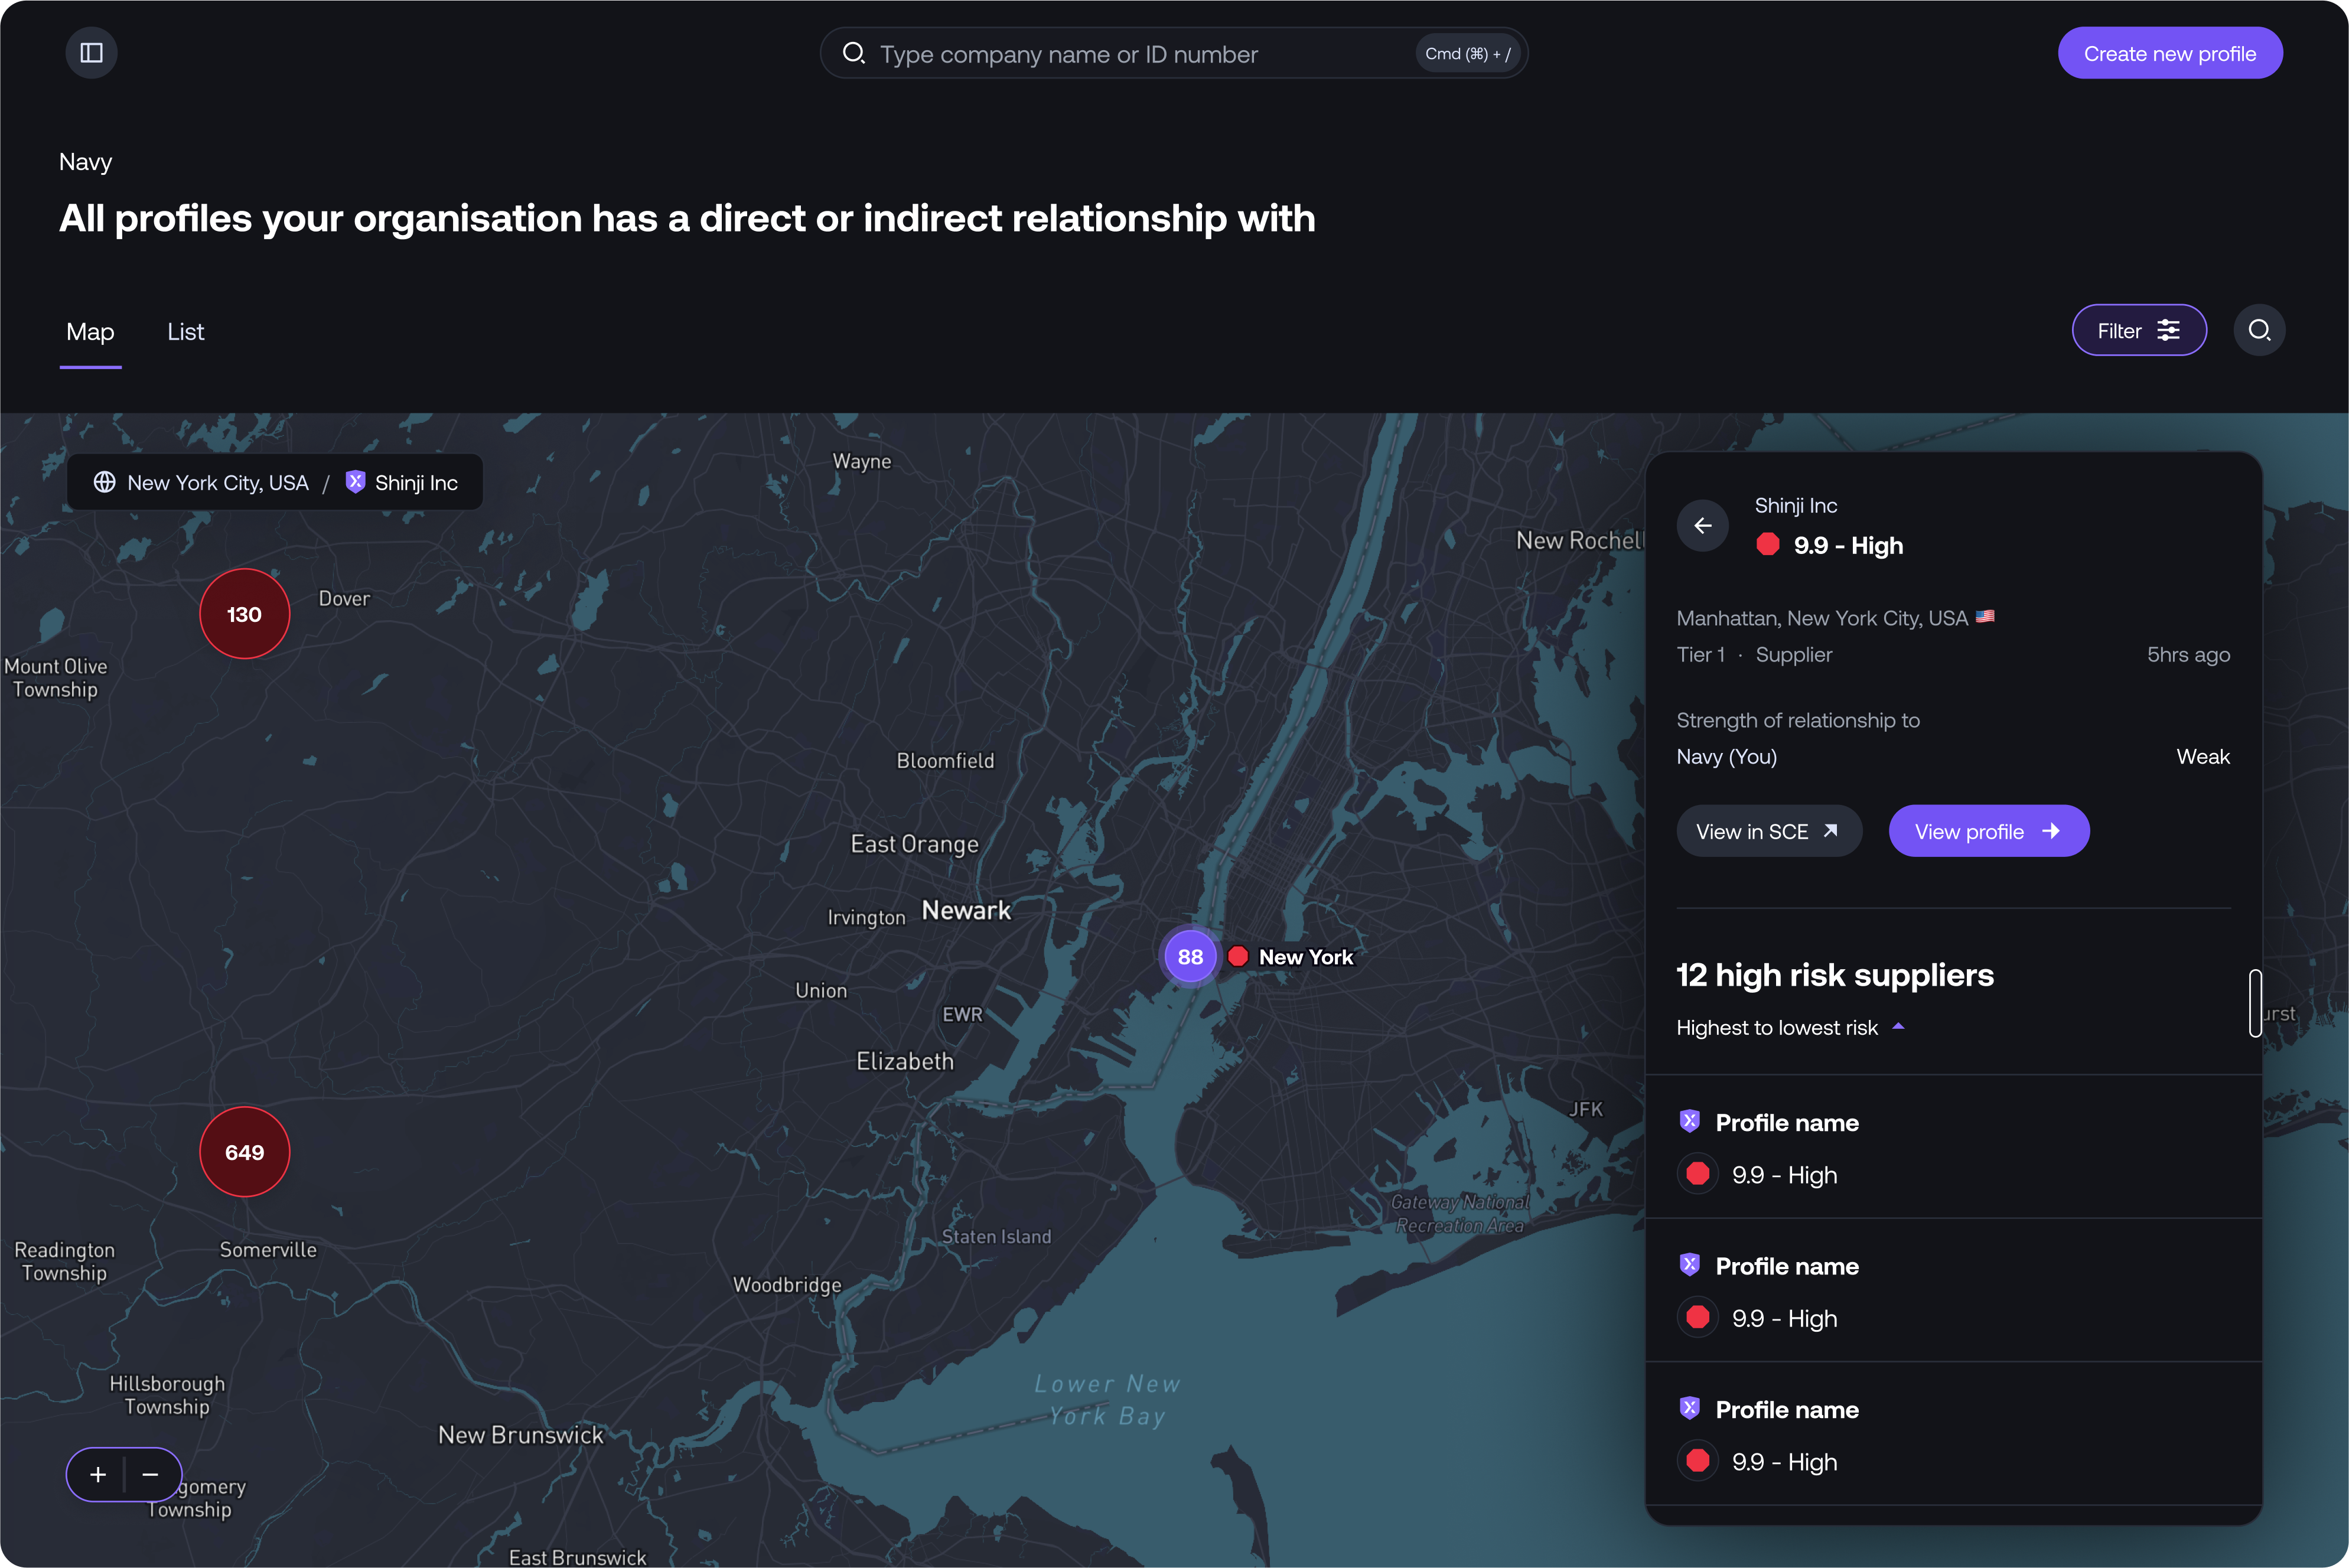 Type company name or ID number
Cmd (⌘) + /
Create new profile
Navy
All profiles your organisation has a direct or indirect relationship with
Map
List
Filter
New York City, USA / Shinji Inc
Wayne
New Rochell
130
Dover
Mount Olive
Township
Bloomfield
East Orange
Irvington
Newark
88
New York
Union
EWR
Elizabeth
JFK
649
Gateway National
Recreation Area
Staten Island
Readington
Township
Somerville
Woodbridge
Hillsborough
Township
Lower New
York Bay
New Brunswick
+ −
gomery
Township
East Brunswick
Shinji Inc
9.9 - High
Manhattan, New York City, USA
Tier 1 · Supplier
5hrs ago
Strength of relationship to
Navy (You)
Weak
View in SCE
View profile
12 high risk suppliers
Highest to lowest risk
Profile name
9.9 - High
Profile name
9.9 - High
Profile name
9.9 - High
urst